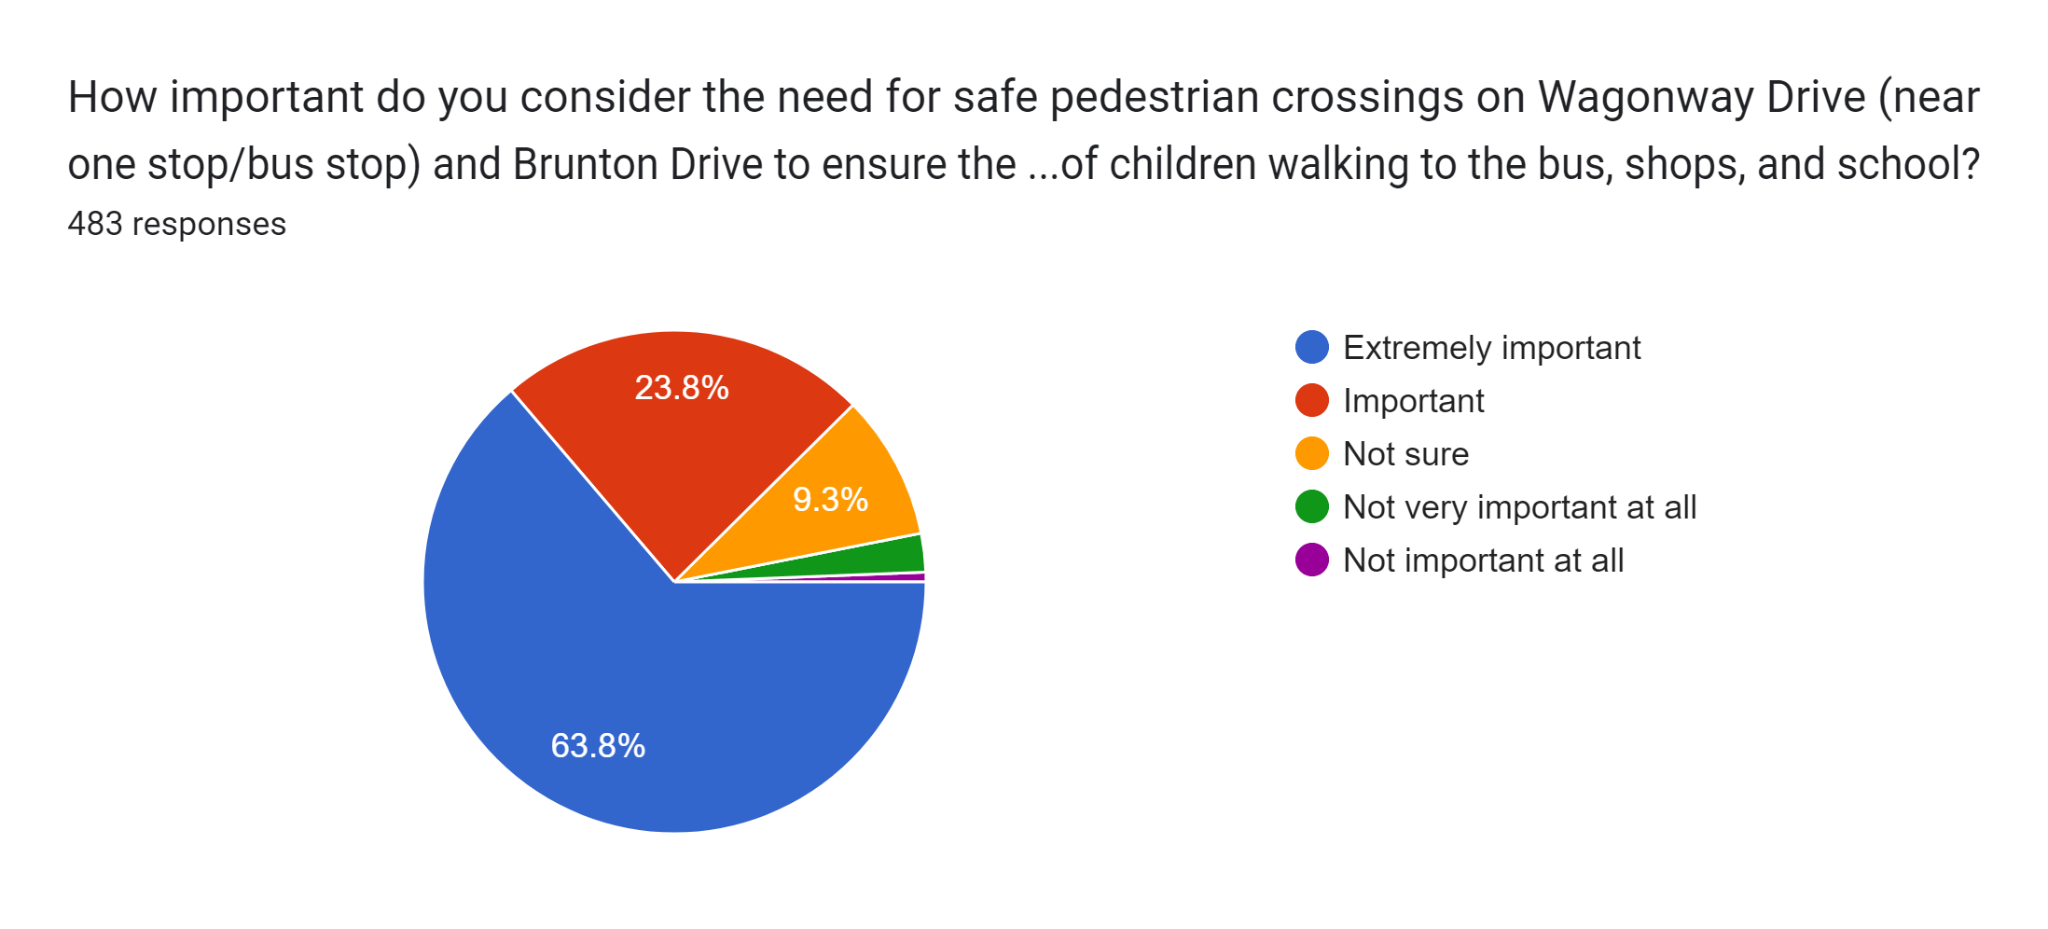 How important do you consider the need for safe pedestrian crossings on Wagonway Drive (near
one stop/bus stop) and Brunton Drive to ensure the ...of children walking to the bus, shops, and school?
483 responses
23.8%
9.3%
63.8%
Extremely important
Important
Not sure
Not very important at all
Not important at all